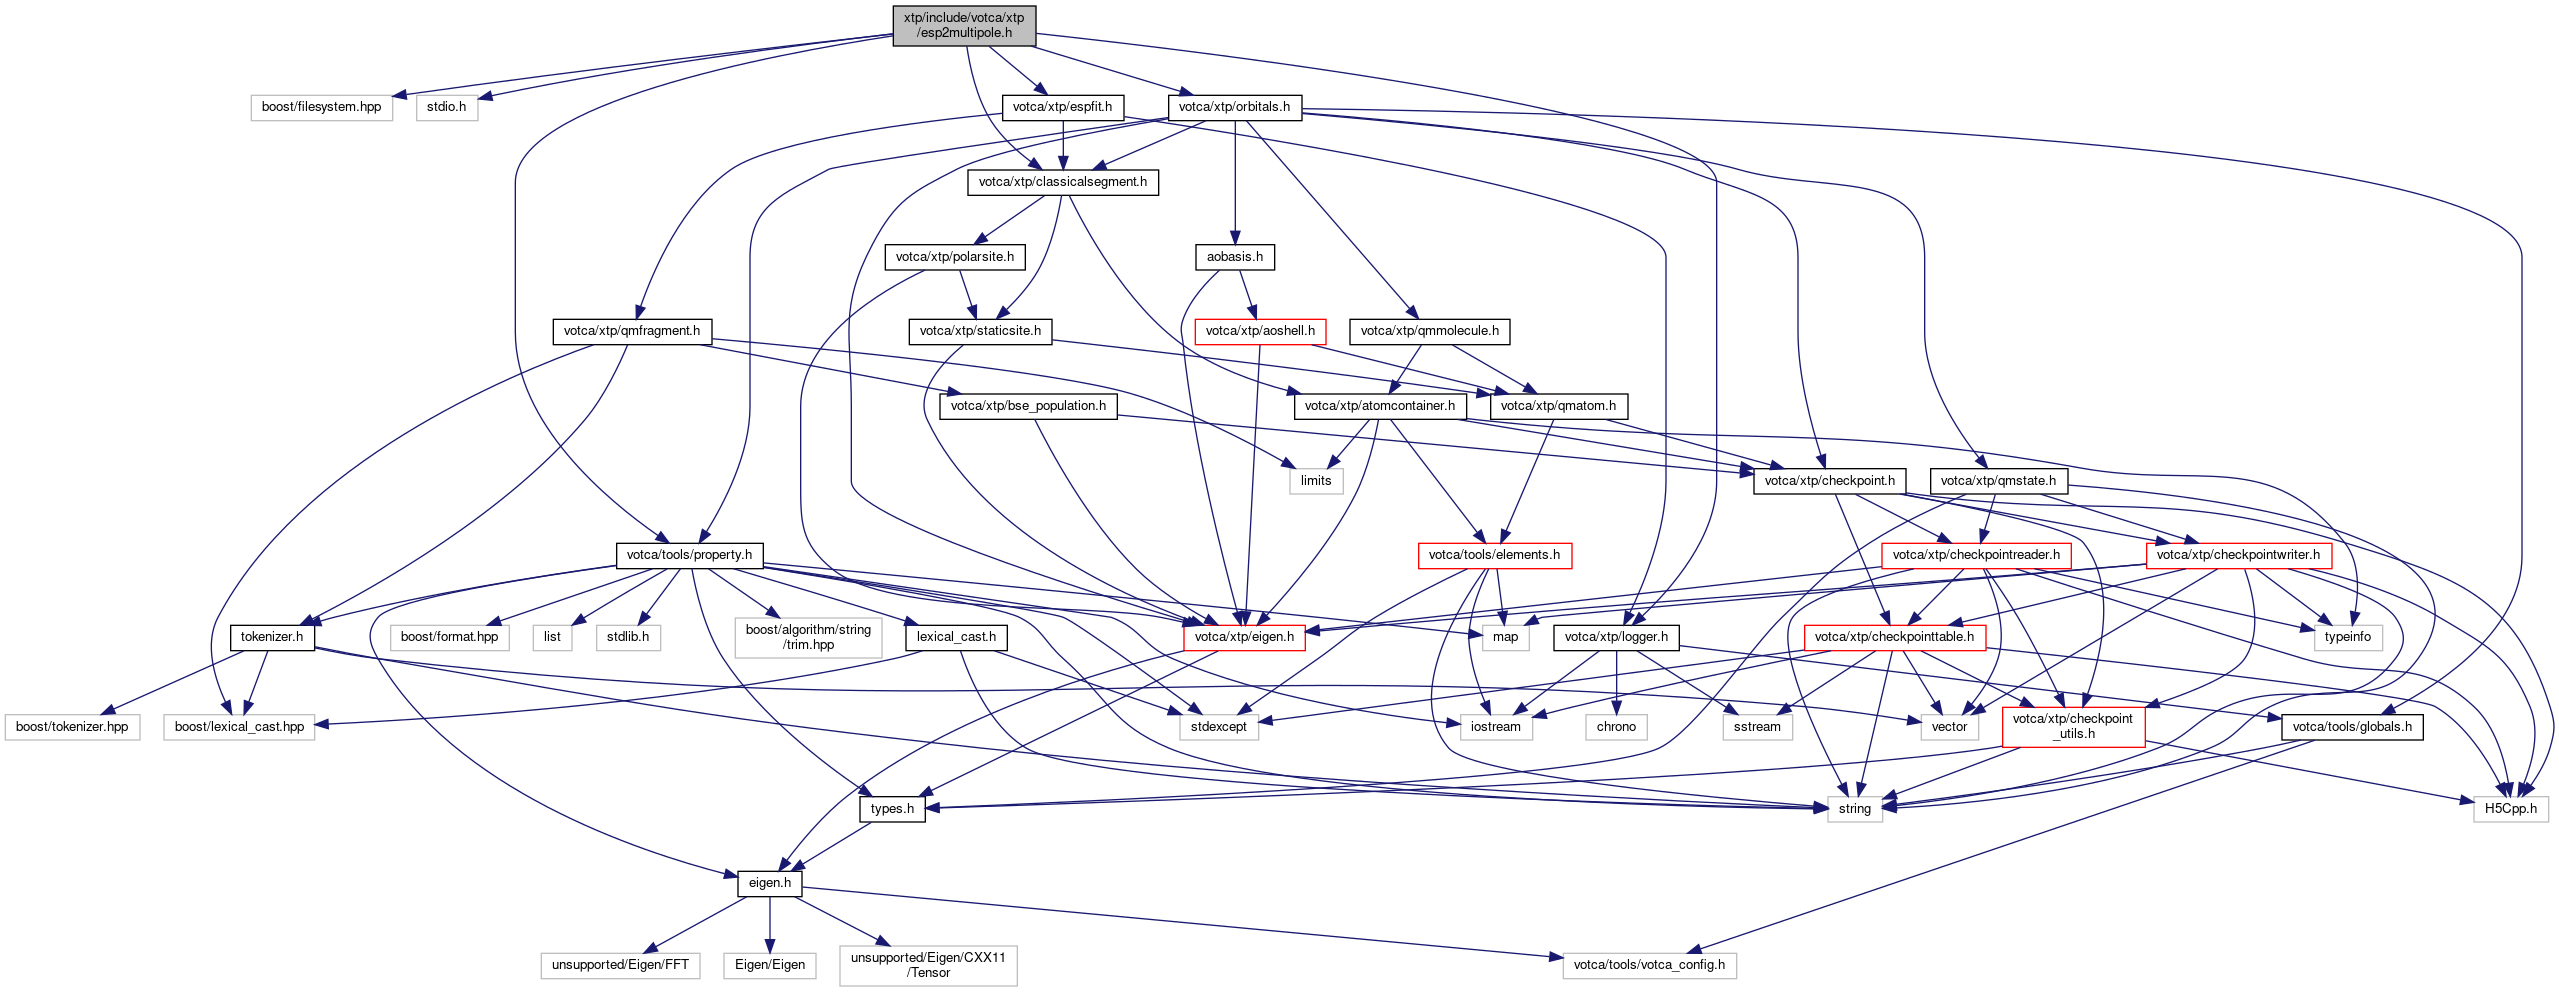 xtp/include/votca/xtp
/esp2multipole.h
boost/filesystem.hpp
stdio.h
votca/xtp/espfit.h
votca/xtp/orbitals.h
votca/xtp/classicalsegment.h
votca/xtp/polarsite.h
aobasis.h
votca/xtp/qmfragment.h
votca/xtp/staticsite.h
votca/xtp/aoshell.h
votca/xtp/qmmolecule.h
votca/xtp/bse_population.h
votca/xtp/atomcontainer.h
votca/xtp/qmatom.h
limits
votca/xtp/checkpoint.h
votca/xtp/qmstate.h
votca/tools/property.h
votca/tools/elements.h
votca/xtp/checkpointreader.h
votca/xtp/checkpointwriter.h
tokenizer.h
boost/format.hpp
list
stdlib.h
boost/algorithm/string
/trim.hpp
lexical_cast.h
votca/xtp/eigen.h
map
votca/xtp/logger.h
votca/xtp/checkpointtable.h
typeinfo
boost/tokenizer.hpp
boost/lexical_cast.hpp
stdexcept
iostream
chrono
sstream
vector
votca/xtp/checkpoint
_utils.h
votca/tools/globals.h
types.h
string
H5Cpp.h
eigen.h
unsupported/Eigen/FFT
Eigen/Eigen
unsupported/Eigen/CXX11
/Tensor
votca/tools/votca_config.h